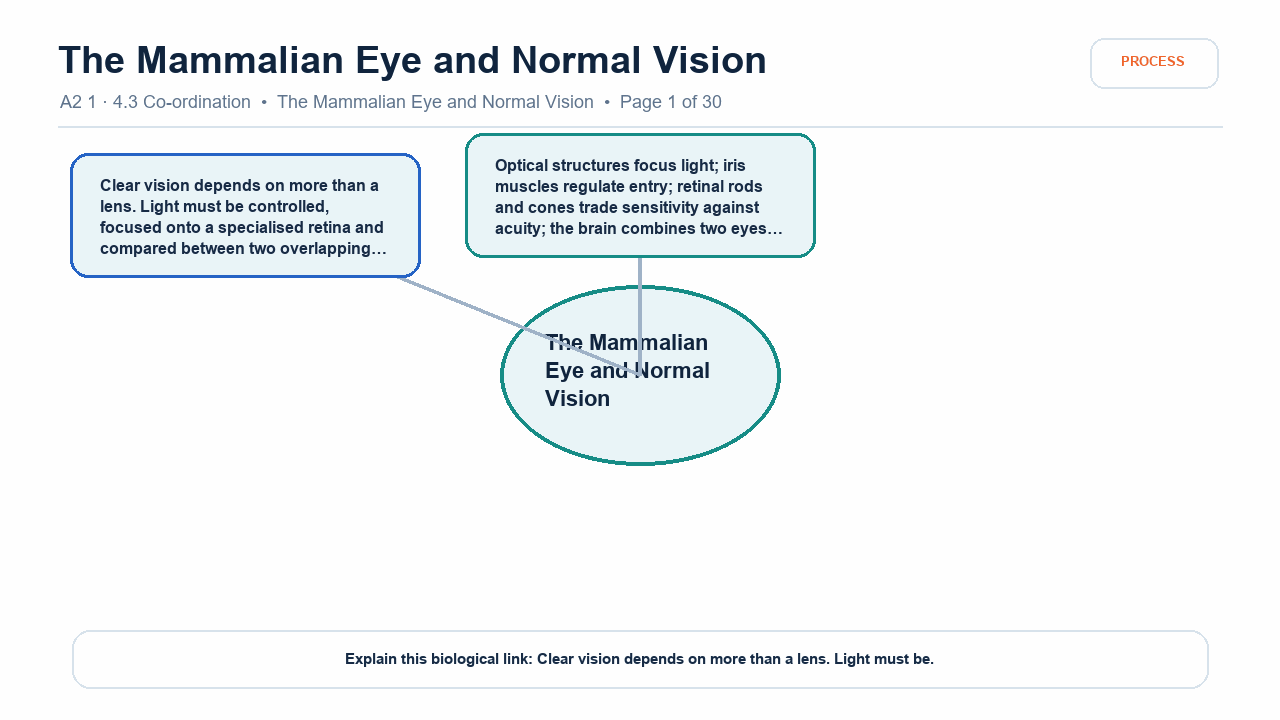 The Mammalian Eye and Normal Vision
PROCESS
A2 1 · 4.3 Co-ordination • The Mammalian Eye and Normal Vision • Page 1 of 30
Clear vision depends on more than a
lens. Light must be controlled,
focused onto a specialised retina and
compared between two overlapping…
Optical structures focus light; iris
muscles regulate entry; retinal rods
and cones trade sensitivity against
acuity; the brain combines two eyes…
The Mammalian
Eye and Normal
Vision
Explain this biological link: Clear vision depends on more than a lens. Light must be.